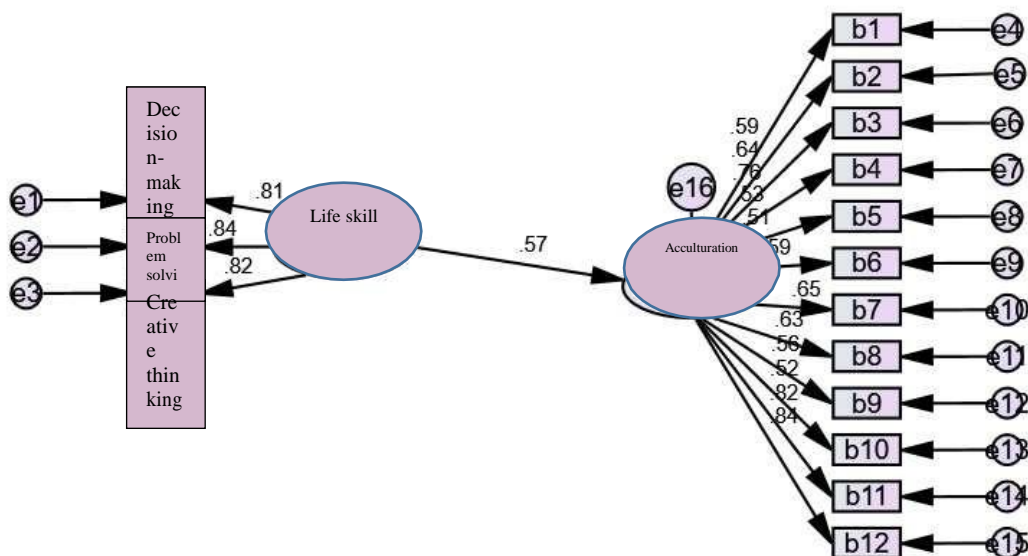 Dec
isio
n-
mak
ing
Probl
em
solvi
Cre
ativ
e
thin
king
e1
e2
e3
.81
.84
.82
Life skill
.57
e16
Acculturation
.59
.64
.76
.53
.51
.59
.65
.63
.56
.52
.82
.84
b1
b2
b3
b4
b5
b6
b7
b8
b9
b10
b11
b12
e4
e5
e6
e7
e8
e9
e10
e11
e12
e13
e14
e15